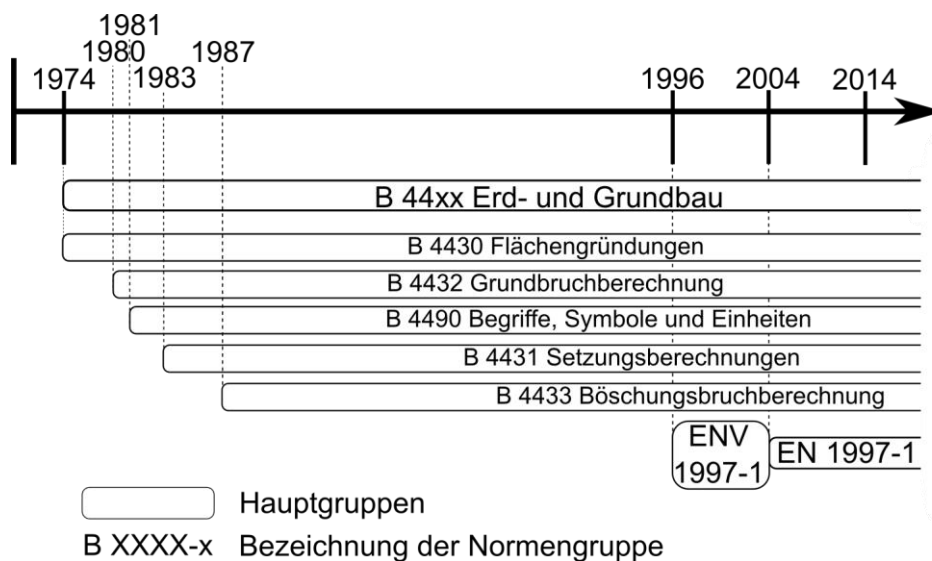 1981
1980
1987
1974
1983
1996
2004
2014
B 44xx Erd- und Grundbau
B 4430 Flächengründungen
B 4432 Grundbruchberechnung
B 4490 Begriffe, Symbole und Einheiten
B 4431 Setzungsberechnungen
B 4433 Böschungsbruchberechnung
ENV
1997-1
EN 1997-1
Hauptgruppen
B XXXX-x Bezeichnung der Normengruppe